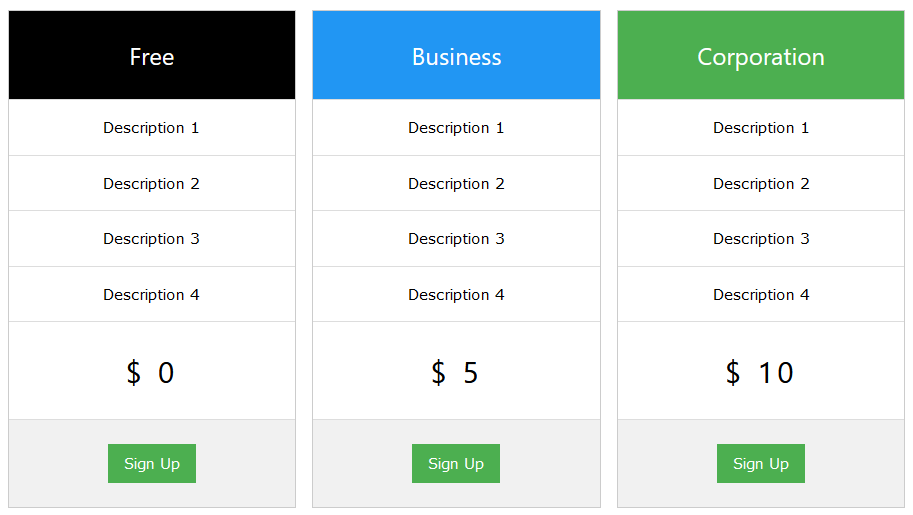 Free
Description 1
Description 2
Description 3
Description 4
$ 0
Sign Up
Business
Description 1
Description 2
Description 3
Description 4
$ 5
Sign Up
Corporation
Description 1
Description 2
Description 3
Description 4
$ 10
Sign Up